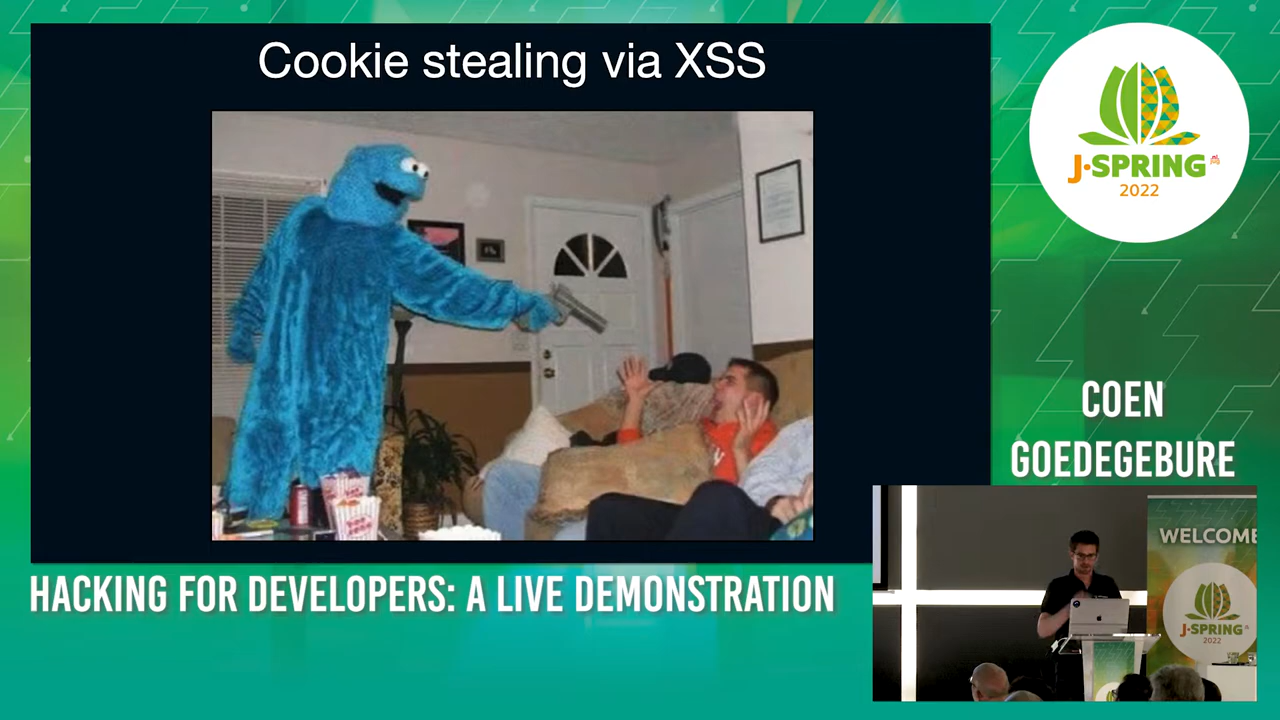 Cookie stealing via XSS
J·SPRING
2022
COEN
GOEDEGEBURE
WELCOME
J·SPRING
2022
HACKING FOR DEVELOPERS: A LIVE DEMONSTRATION